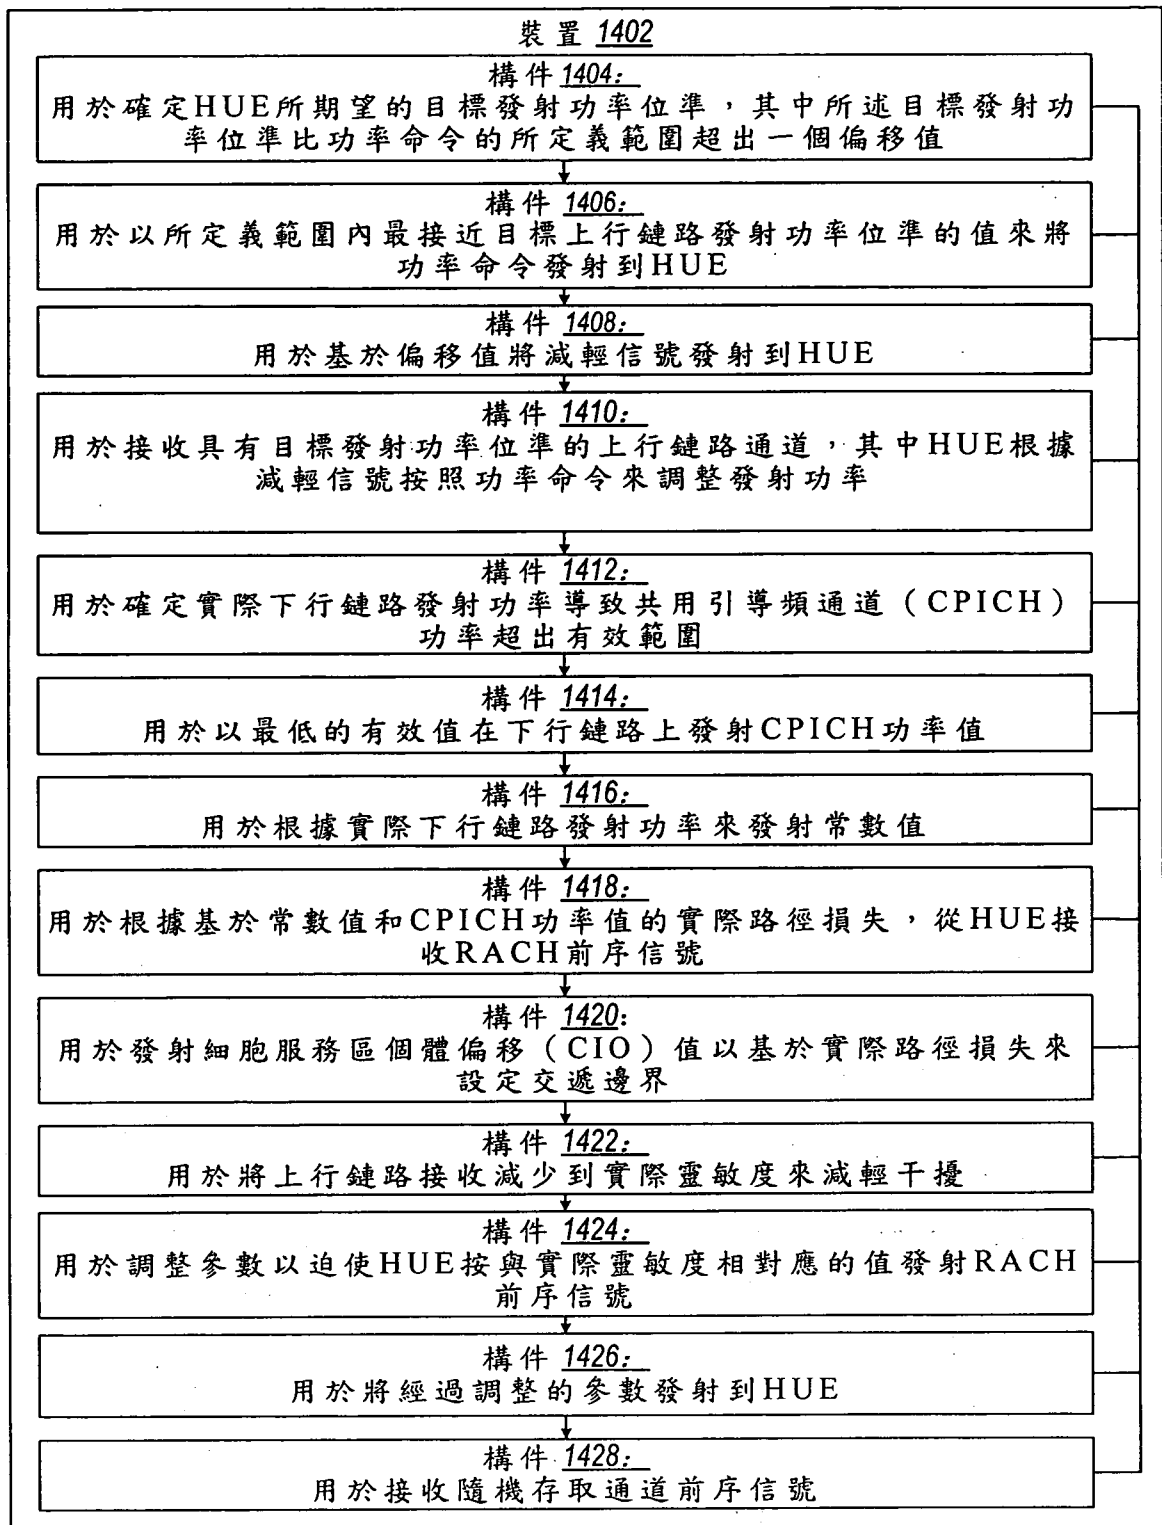 裝置 1402
構件 1404:
用於確定HUE所期望的目標發射功率位準，其中所述目標發射功
率位準比功率命令的所定義範圍超出一個偏移值
構件 1406:
用於以所定義範圍內最接近目標上行鏈路發射功率位準的值來將
功率命令發射到HUE
構件 1408:
用於基於偏移值將減輕信號發射到HUE
構件 1410:
用於接收具有目標發射功率位準的上行鏈路通道，其中HUE根據
減輕信號按照功率命令來調整發射功率
構件 1412:
用於確定實際下行鏈路發射功率導致共用引導頻通道（CPICH）
功率超出有效範圍
構件 1414:
用於以最低的有效值在下行鏈路上發射CPICH功率值
構件 1416:
用於根據實際下行鏈路發射功率來發射常數值
構件 1418:
用於根據基於常數值和CPICH功率值的實際路徑損失，從HUE接
收RACH前序信號
構件 1420:
用於發射細胞服務區個體偏移（CIO）值以基於實際路徑損失來
設定交遞邊界
構件 1422:
用於將上行鏈路接收減少到實際靈敏度來減輕干擾
構件 1424:
用於調整參數以迫使HUE按與實際靈敏度相對應的值發射RACH
前序信號
構件 1426:
用於將經過調整的參數發射到HUE
構件 1428:
用於接收隨機存取通道前序信號